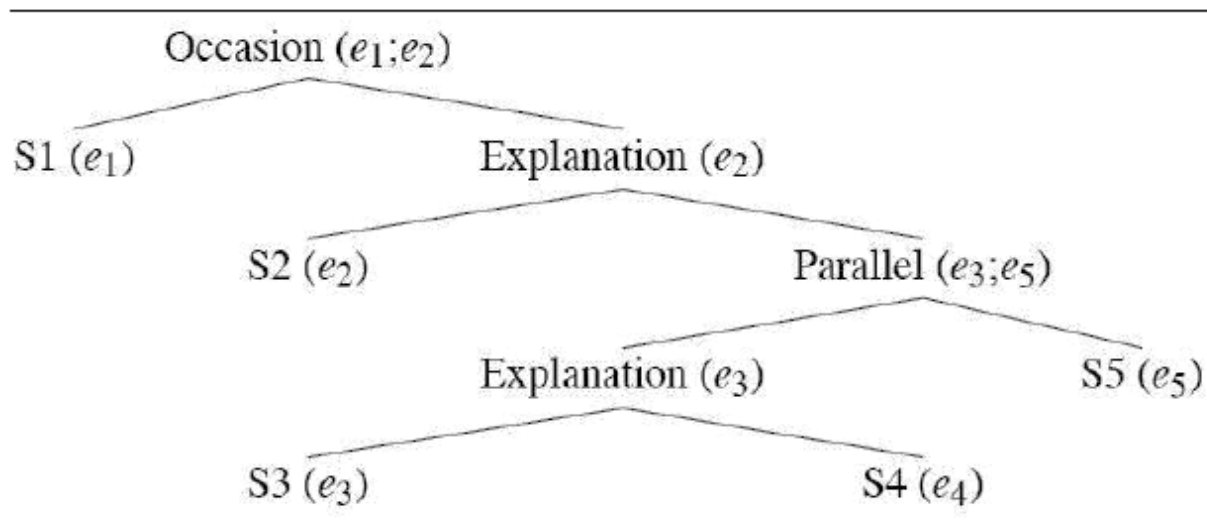 Occasion (e1;e2)
S1 (e1) Explanation (e2)
S2 (e2) Parallel (e3;e5)
Explanation (e3) S5 (e5)
S3 (e3) S4 (e4)